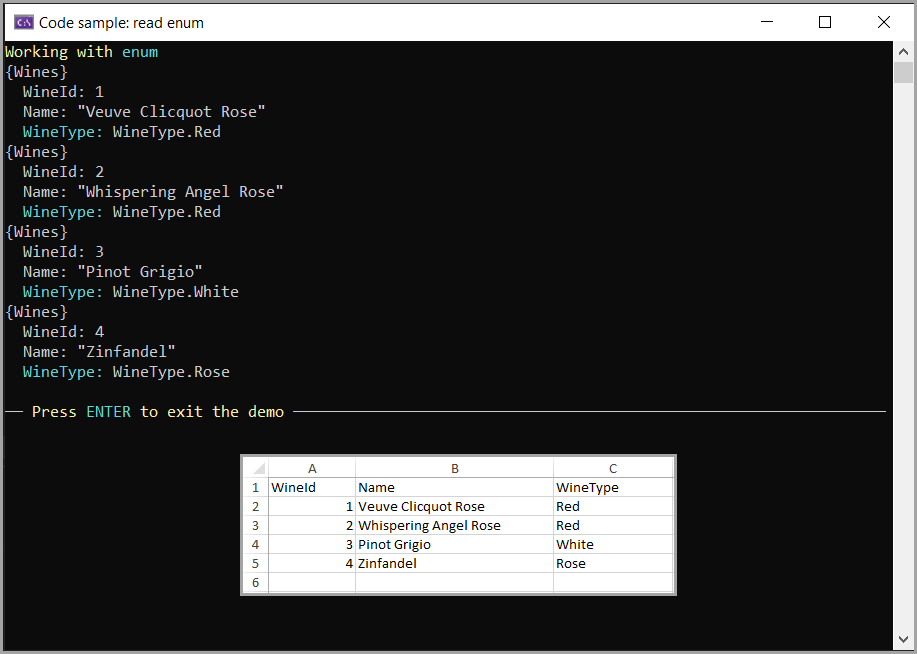 Code sample: read enum
Working with enum
{Wines}
WineId: 1
Name: "Veuve Clicquot Rose"
WineType: WineType.Red
{Wines}
WineId: 2
Name: "Whispering Angel Rose"
WineType: WineType.Red
{Wines}
WineId: 3
Name: "Pinot Grigio"
WineType: WineType.White
{Wines}
WineId: 4
Name: "Zinfandel"
WineType: WineType.Rose
Press ENTER to exit the demo
A B C
1 WineId Name WineType
2 1 Veuve Clicquot Rose Red
3 2 Whispering Angel Rose Red
4 3 Pinot Grigio White
5 4 Zinfandel Rose
6